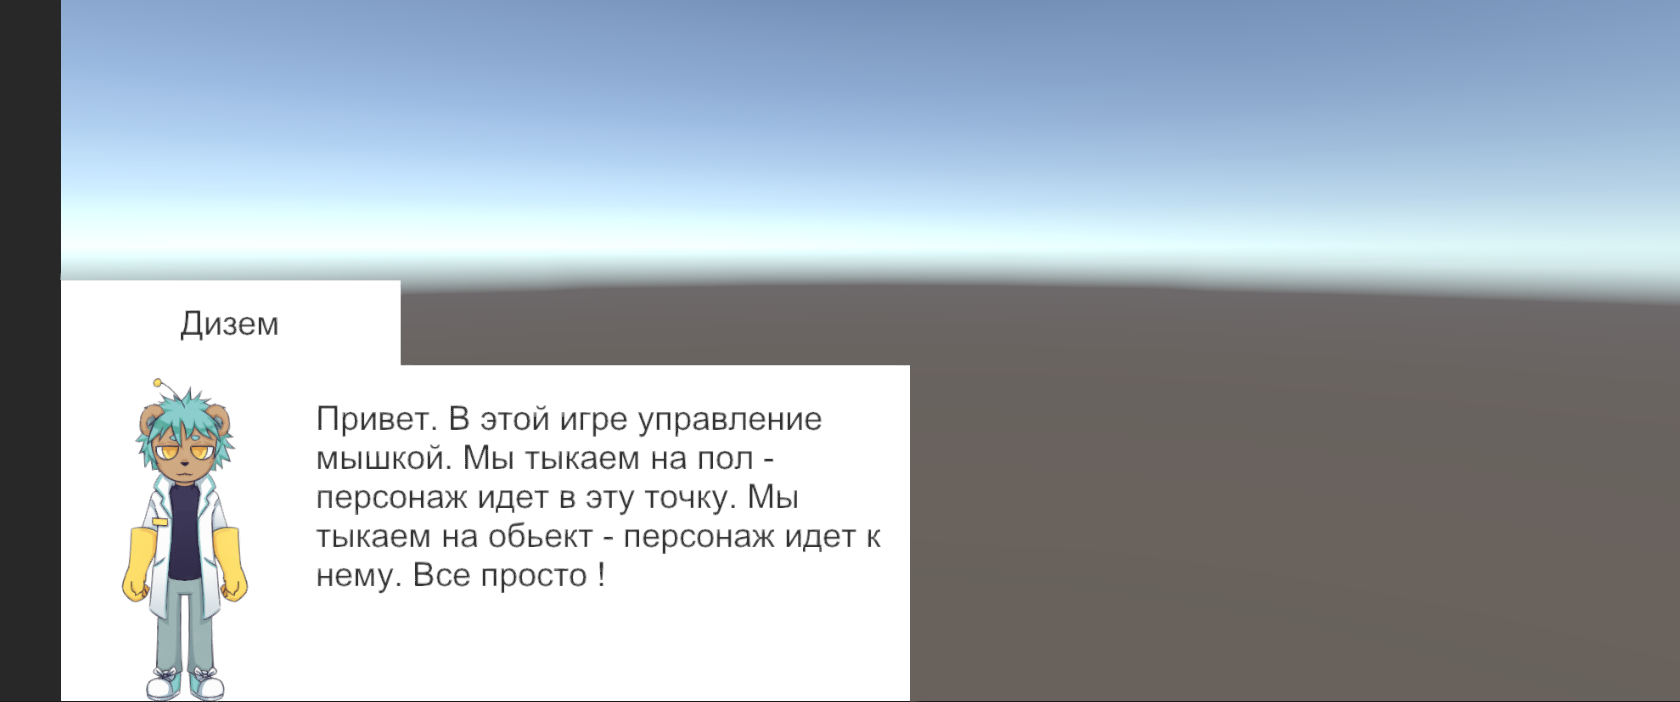 Дизем
Привет. В этой игре управление
мышкой. Мы тыкаем на пол -
персонаж идет в эту точку. Мы
тыкаем на обьект - персонаж идет к
нему. Все просто !